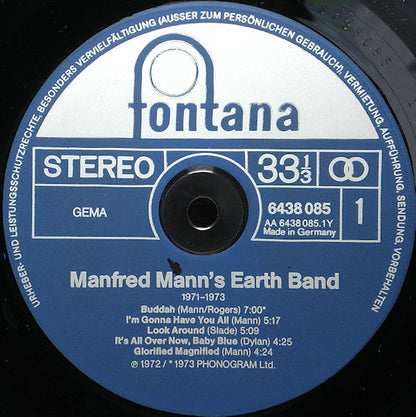 URHEBER- UND LEISTUNGSSCHUTZRECHTE, BESONDERS VERVIELFÄLTIGUNG (AUSSER ZUM PERSÖNLICHEN GEBRAUCH), VERMIETUNG, AUFFÜHRUNG, SENDUNG, VORBEHALTEN
fontana
STEREO
33 1/3
GEMA
6438 085
AA 6438 085.1Y
Made in Germany
1
Manfred Mann's Earth Band
1971-1973
Buddah (Mann/Rogers) 7:00*
I'm Gonna Have You All (Mann) 5:17
Look Around (Slade) 5:09
It's All Over Now, Baby Blue (Dylan) 4:25
Glorified Magnified (Mann) 4:24
℗ 1972 / * 1973 PHONOGRAM Ltd.